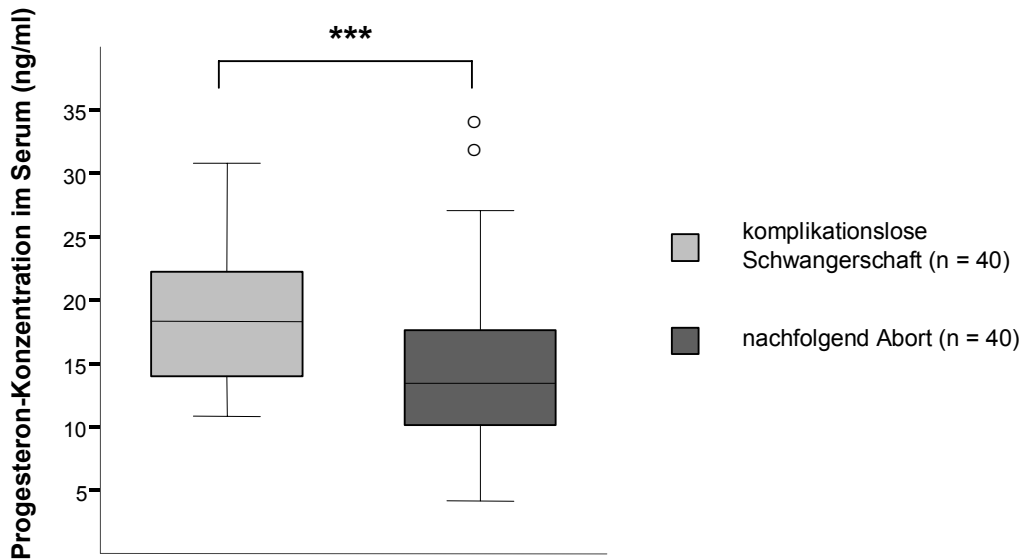 Progesteron-Konzentration im Serum (ng/ml)
***
35
30
25
20
15
10
5
komplikationslose
Schwangerschaft (n = 40)
nachfolgend Abort (n = 40)